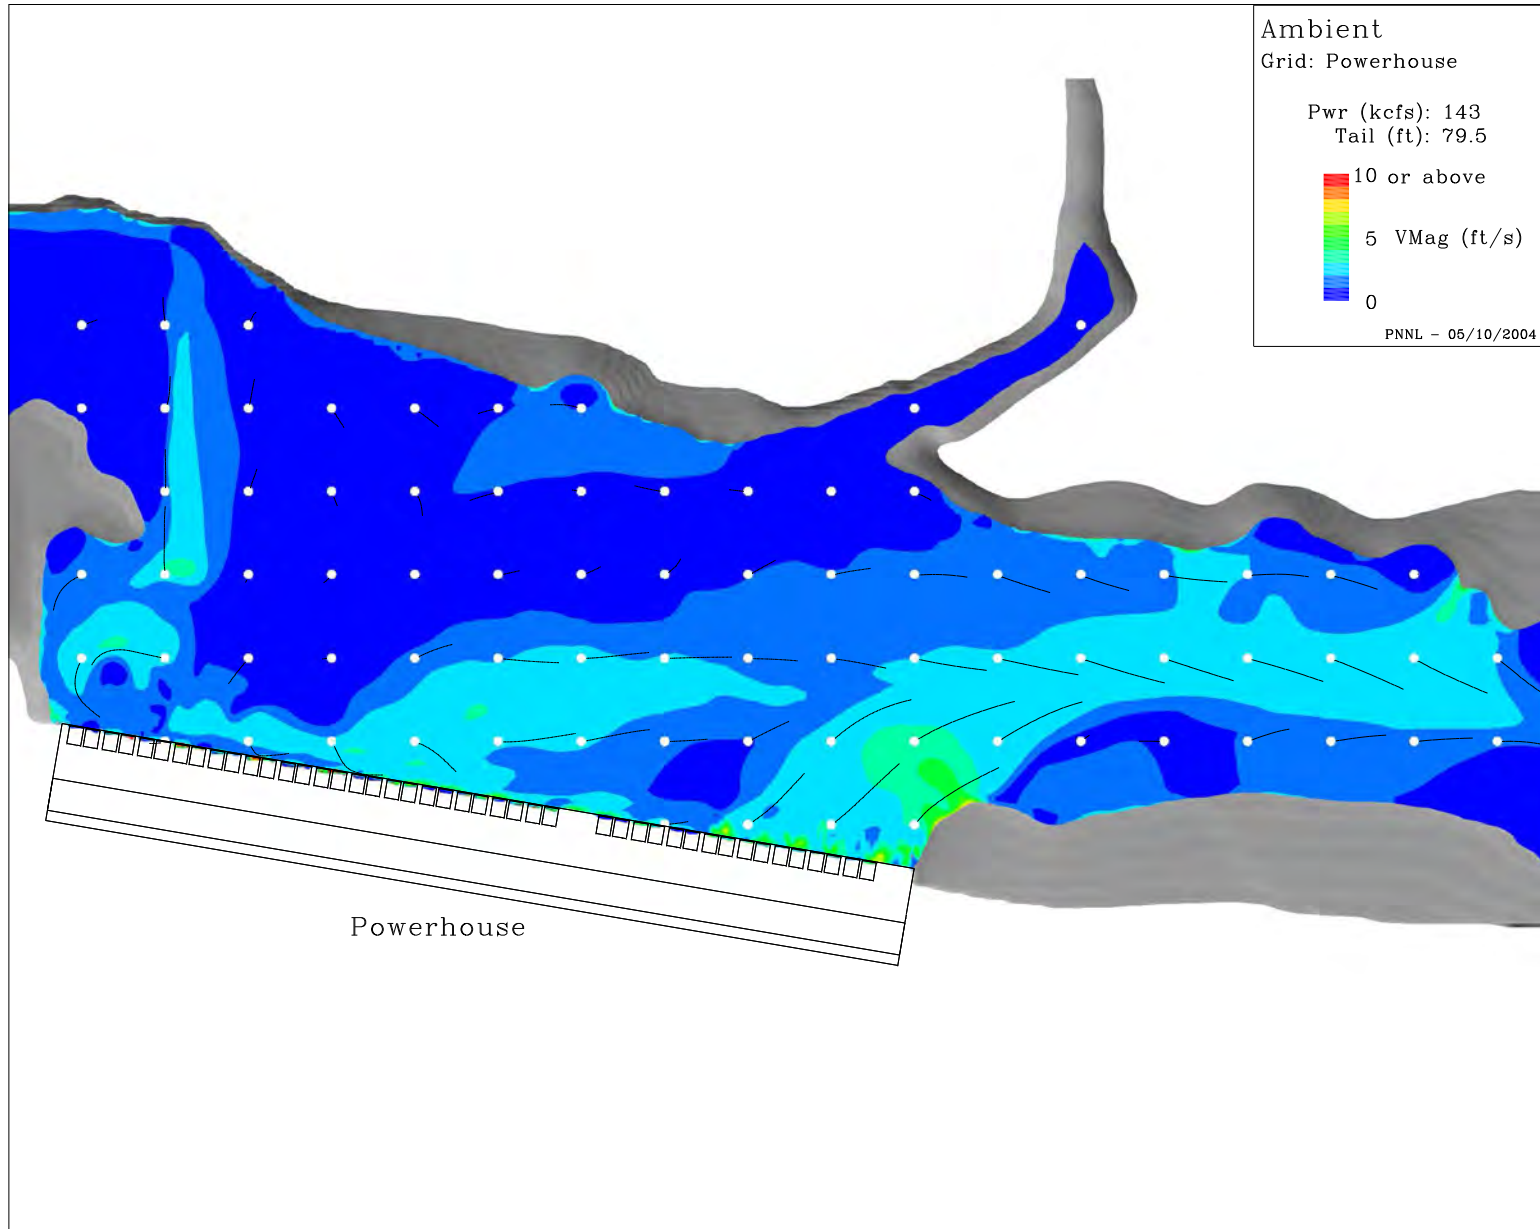 Ambient
Grid: Powerhouse
Pwr (kcfs): 143
Tail (ft): 79.5
10 or above
5 VMag (ft/s)
0
PNNL - 05/10/2004
Powerhouse